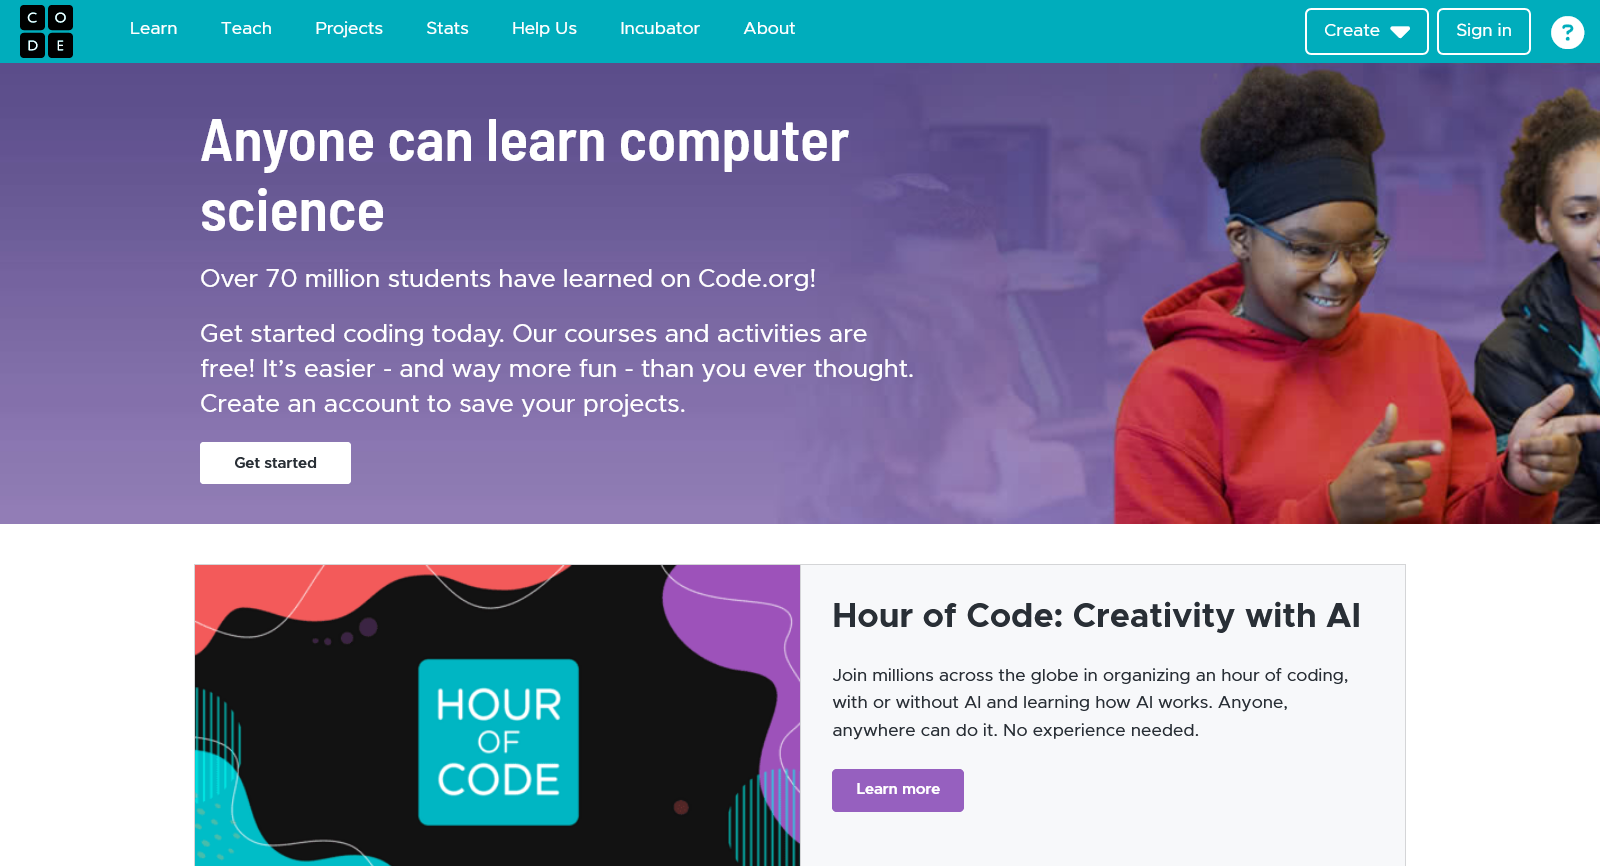 C O
D E
Learn Teach Projects Stats Help Us Incubator About Create Sign in ?
Anyone can learn computer
science
Over 70 million students have learned on Code.org!
Get started coding today. Our courses and activities are
free! It’s easier - and way more fun - than you ever thought.
Create an account to save your projects.
Get started
HOUR
OF
CODE
Hour of Code: Creativity with AI
Join millions across the globe in organizing an hour of coding,
with or without AI and learning how AI works. Anyone,
anywhere can do it. No experience needed.
Learn more